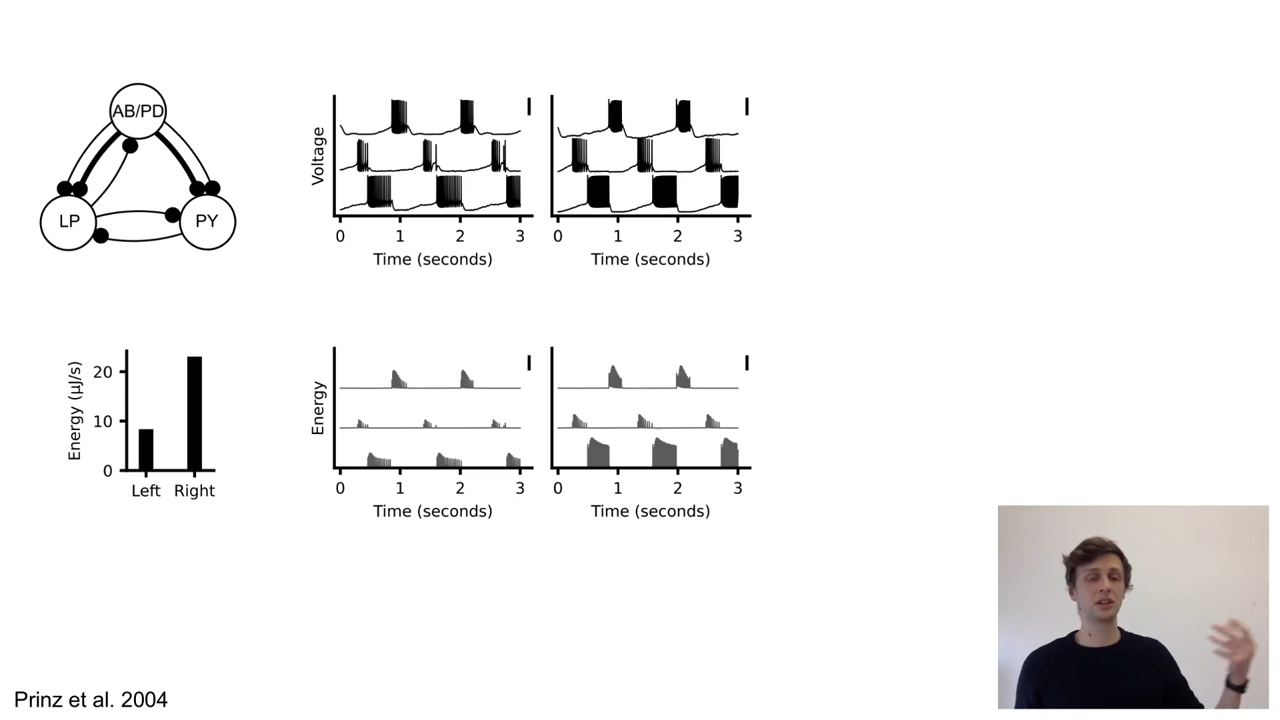 AB/PD
LP
PY
Voltage
0 1 2 3
Time (seconds)
0 1 2 3
Time (seconds)
Energy (μJ/s)
20
10
0
Left Right
Energy
0 1 2 3
Time (seconds)
0 1 2 3
Time (seconds)
Prinz et al. 2004